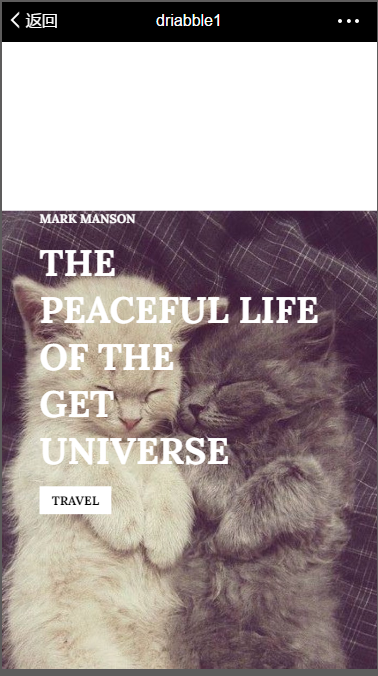 返回
driabble1
MARK MANSON
THE
PEACEFUL LIFE
OF THE
GET
UNIVERSE
TRAVEL